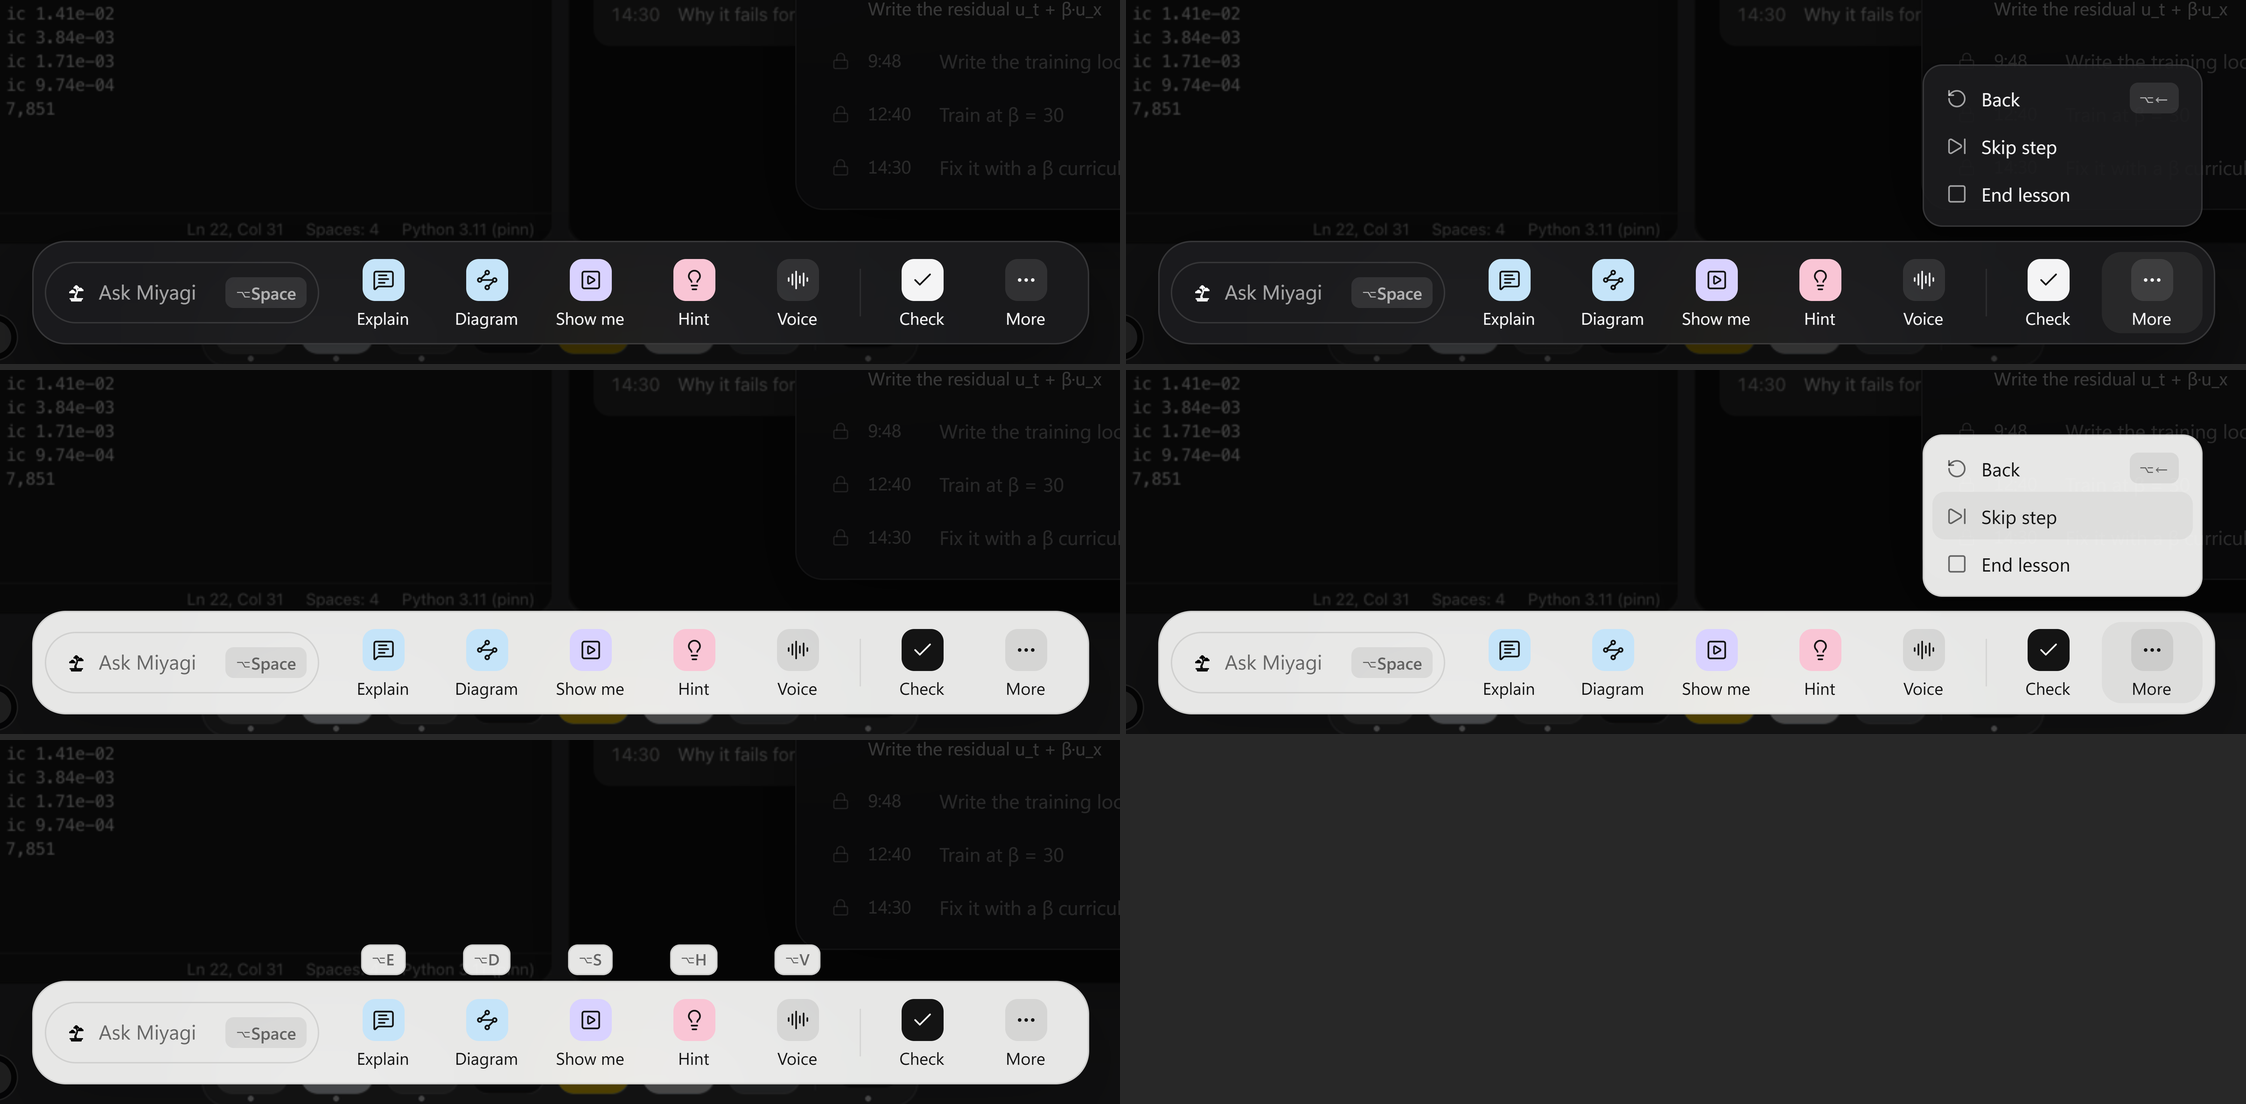 ic 1.41e-02
ic 3.84e-03
ic 1.71e-03
ic 9.74e-04
7,851
14:30 Why it fails for
Write the residual u_t + β·u_x
9:48 Write the training loc
12:40 Train at β = 30
14:30 Fix it with a β curricul
Ln 22, Col 31 Spaces: 4 Python 3.11 (pinn)
Ask Miyagi ⌥Space
Explain Diagram Show me Hint Voice Check More
ic 1.41e-02
ic 3.84e-03
ic 1.71e-03
ic 9.74e-04
7,851
14:30 Why it fails for
Write the residual u_t + β·u_x
9:48 Write the training loc
Back ⌥←
Skip step
End lesson
Ln 22, Col 31 Spaces: 4 Python 3.11 (pinn)
Ask Miyagi ⌥Space
Explain Diagram Show me Hint Voice Check More
ic 1.41e-02
ic 3.84e-03
ic 1.71e-03
ic 9.74e-04
7,851
14:30 Why it fails for
Write the residual u_t + β·u_x
9:48 Write the training loc
12:40 Train at β = 30
14:30 Fix it with a β curricul
Ln 22, Col 31 Spaces: 4 Python 3.11 (pinn)
Ask Miyagi ⌥Space
Explain Diagram Show me Hint Voice Check More
ic 1.41e-02
ic 3.84e-03
ic 1.71e-03
ic 9.74e-04
7,851
14:30 Why it fails for
Write the residual u_t + β·u_x
9:48 Write the training loc
Back ⌥←
Skip step
End lesson
Ln 22, Col 31 Spaces: 4 Python 3.11 (pinn)
Ask Miyagi ⌥Space
Explain Diagram Show me Hint Voice Check More
ic 1.41e-02
ic 3.84e-03
ic 1.71e-03
ic 9.74e-04
7,851
14:30 Why it fails for
Write the residual u_t + β·u_x
9:48 Write the training loc
12:40 Train at β = 30
14:30 Fix it with a β curricul
⌥E ⌥D ⌥S ⌥H ⌥V
Ln 22, Col 31
Ask Miyagi ⌥Space
Explain Diagram Show me Hint Voice Check More